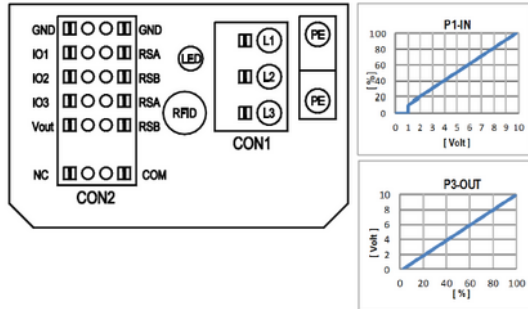 GND GND
IO1 RSA
IO2 RSB
IO3 RSA
Vout RSB
NC COM
CON2
LED
RFID
L1
L2
L3
CON1
PE
PE
P1-IN
[%]
100
80
60
40
20
0
0 1 2 3 4 5 6 7 8 9 10
[ Volt ]
P3-OUT
[ Volt ]
10
8
6
4
2
0
0 20 40 60 80 100
[ % ]